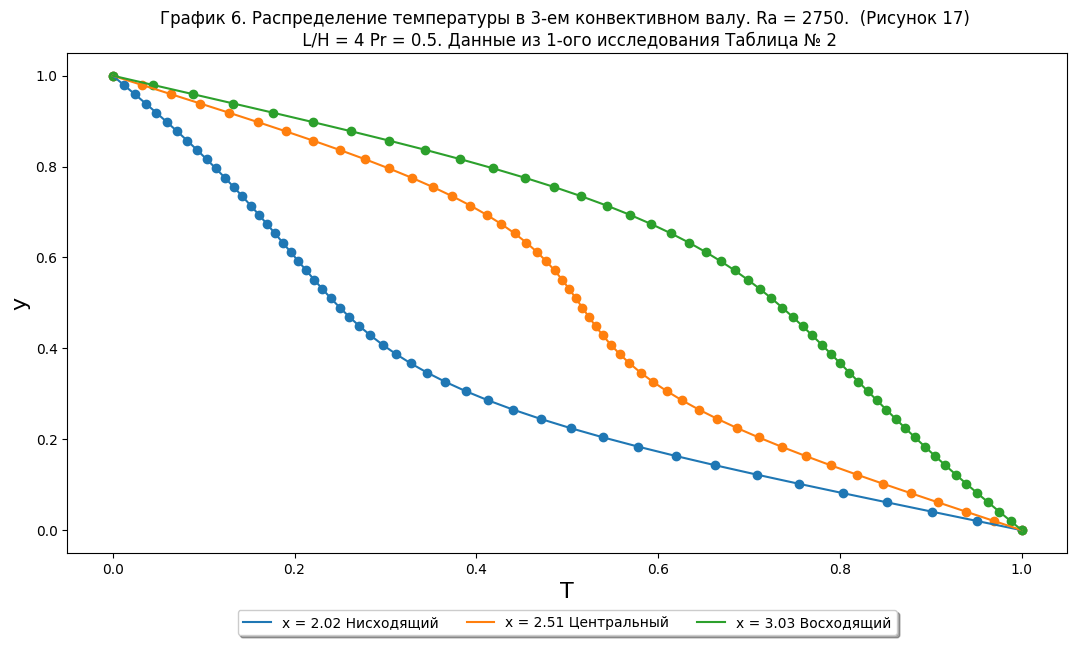 График 6. Распределение температуры в 3-ем конвективном валу. Ra = 2750.  (Рисунок 17)
L/H = 4 Pr = 0.5. Данные из 1-ого исследования Таблица № 2
1.0
0.8
0.6
y
0.4
0.2
0.0
0.0 0.2 0.4 0.6 0.8 1.0
T
x = 2.02 Нисходящий x = 2.51 Центральный x = 3.03 Восходящий